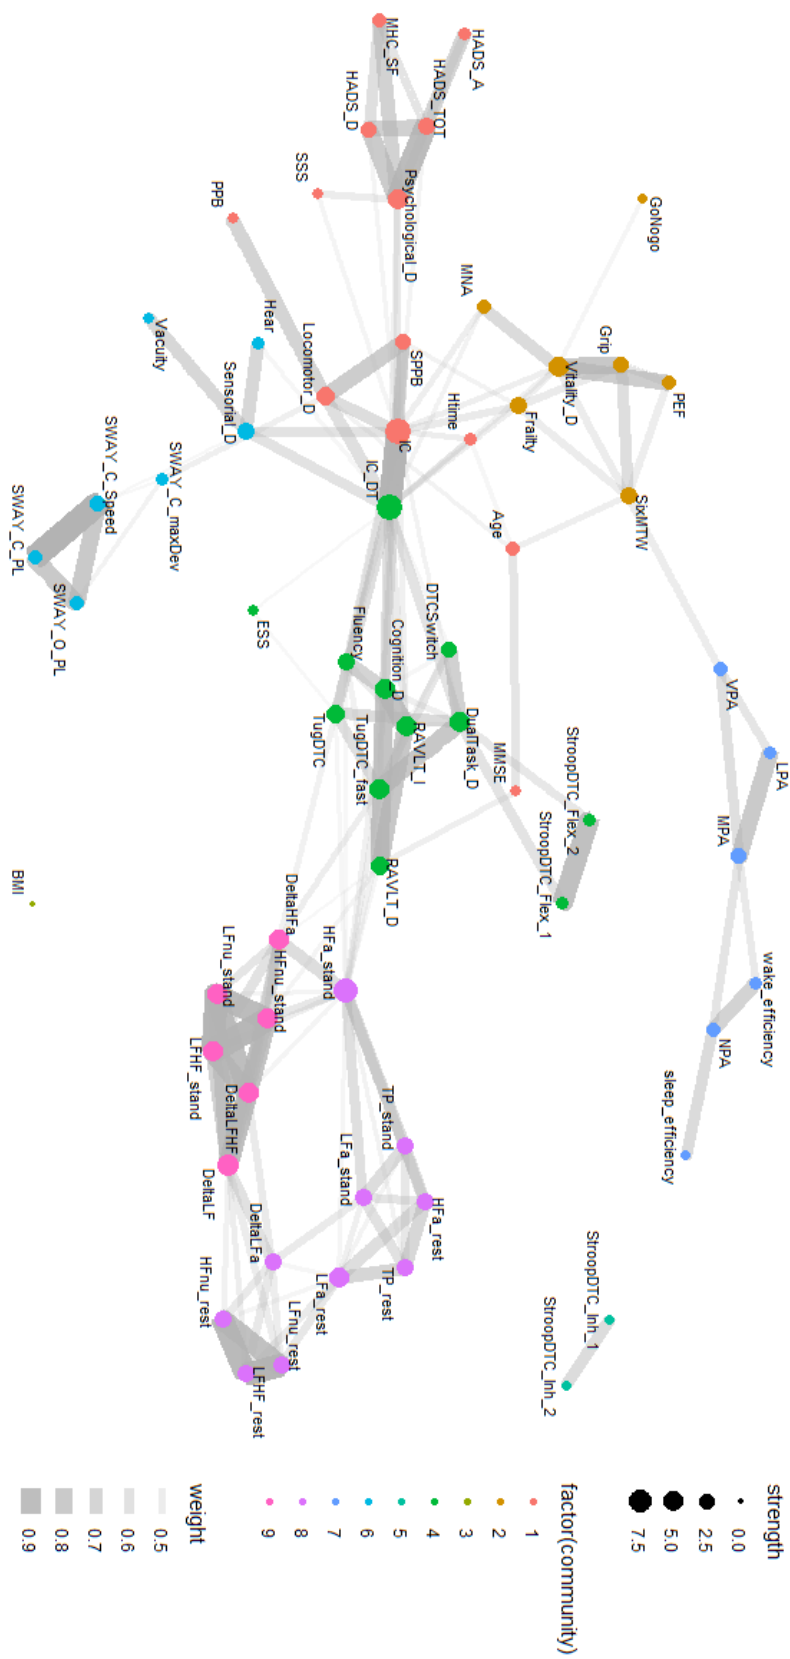 MHC_SF
HADS_A
HADS_TOT
HADS_D
Psychological_D
SSS
PPB
GoNogo
MNA
Hear
Vacuity
Locomotor_D
SPPB
Grip
Vitality_D
PEF
Sensorial_D
Htime
Frailty
IC
SWAY_C_Speed
SWAY_C_maxDev
IC_DT
Age
SixMTW
SWAY_C_PL
SWAY_O_PL
ESS
Fluency
Cognition_D
DTCSwitch
VPA
TugDTC
TugDTC_fast
RAVLT_I
DualTask_D
MMSE
StroopDTC_Flex_2
StroopDTC_Flex_1
LPA
MPA
BMI
RAVLT_D
DeltaHFa
HFa_stand
LFnu_stand
HFnu_stand
wake_efficiency
NPA
sleep_efficiency
LFHF_stand
DeltaLFHF
TP_stand
LFa_stand
DeltaLF
HFa_rest
DeltaLFa
TP_rest
LFa_rest
HFnu_rest
LFnu_rest
LFHF_rest
StroopDTC_Inh_1
StroopDTC_Inh_2
strength
0.0
2.5
5.0
7.5
factor(community)
1
2
3
4
5
6
7
8
9
weight
0.5
0.6
0.7
0.8
0.9